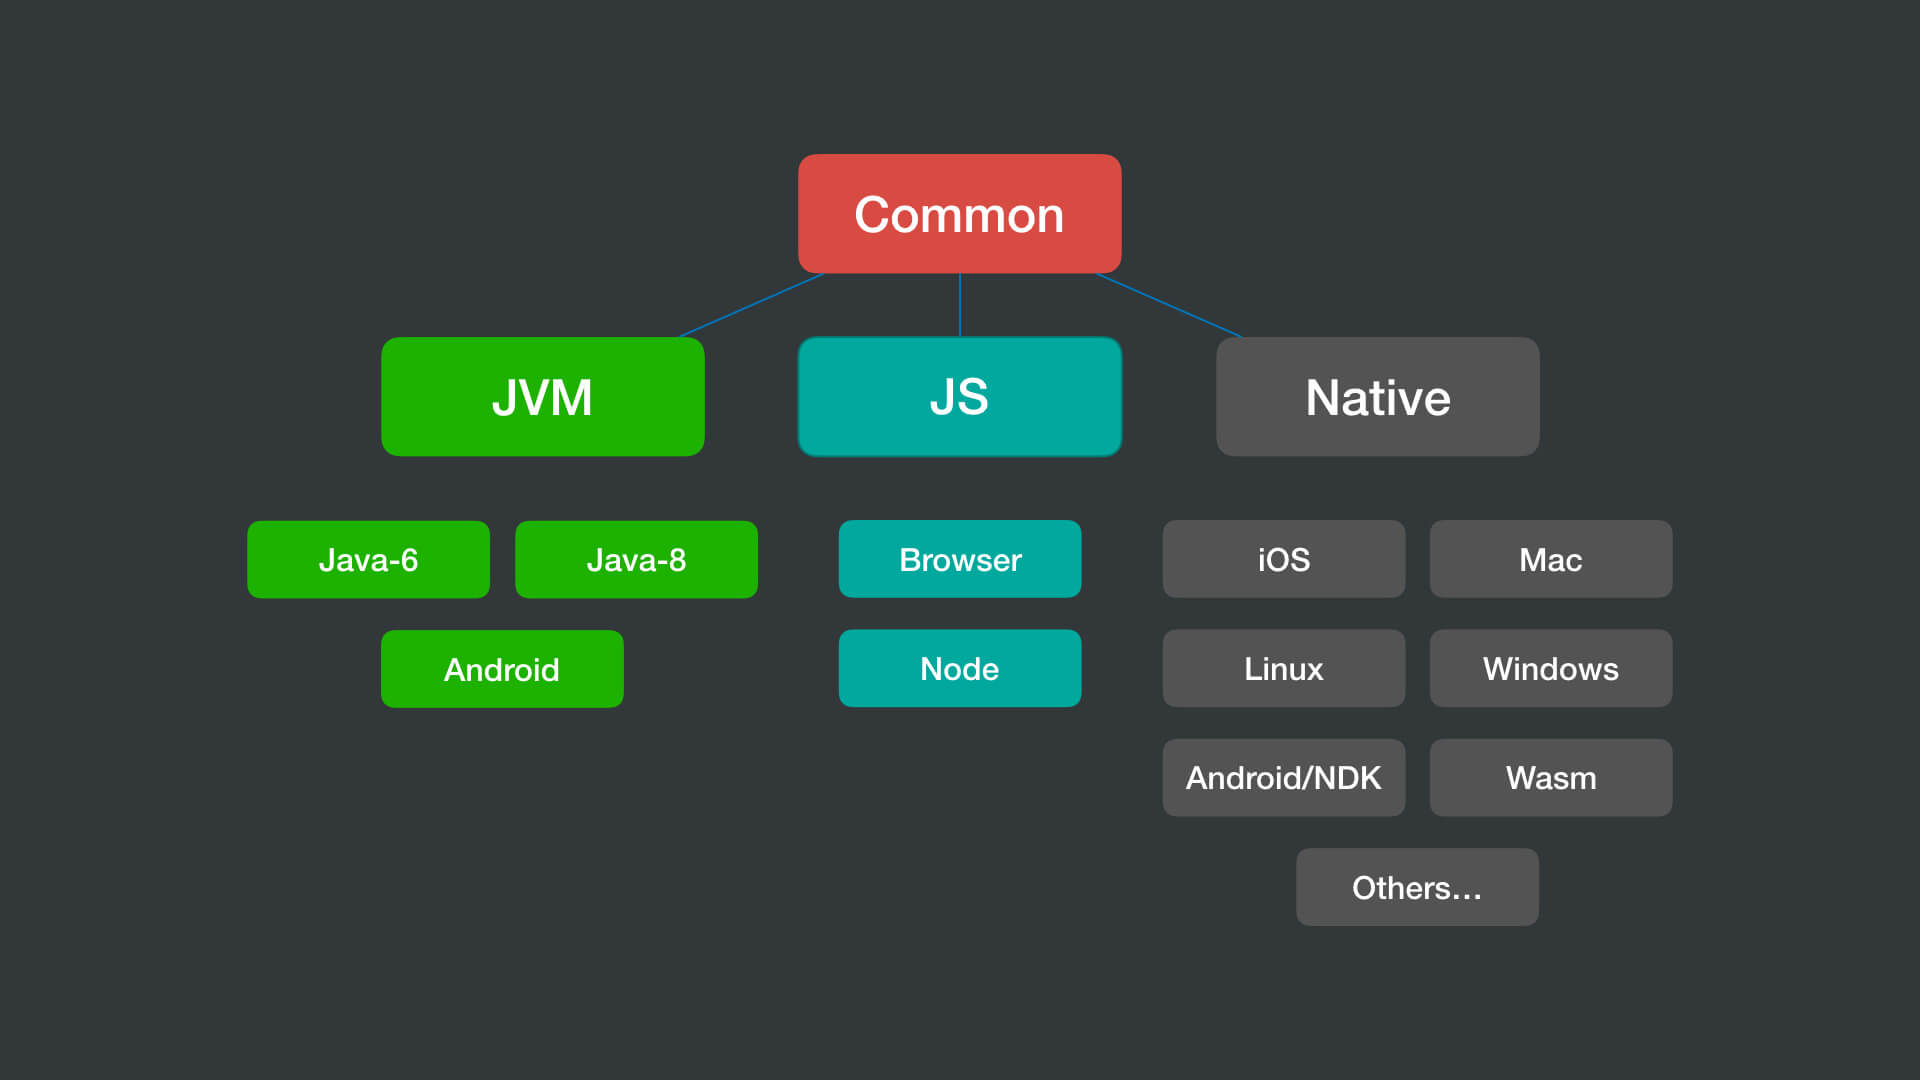 Common
JVM
JS
Native
Java-6
Java-8
Browser
iOS
Mac
Android
Node
Linux
Windows
Android/NDK
Wasm
Others...